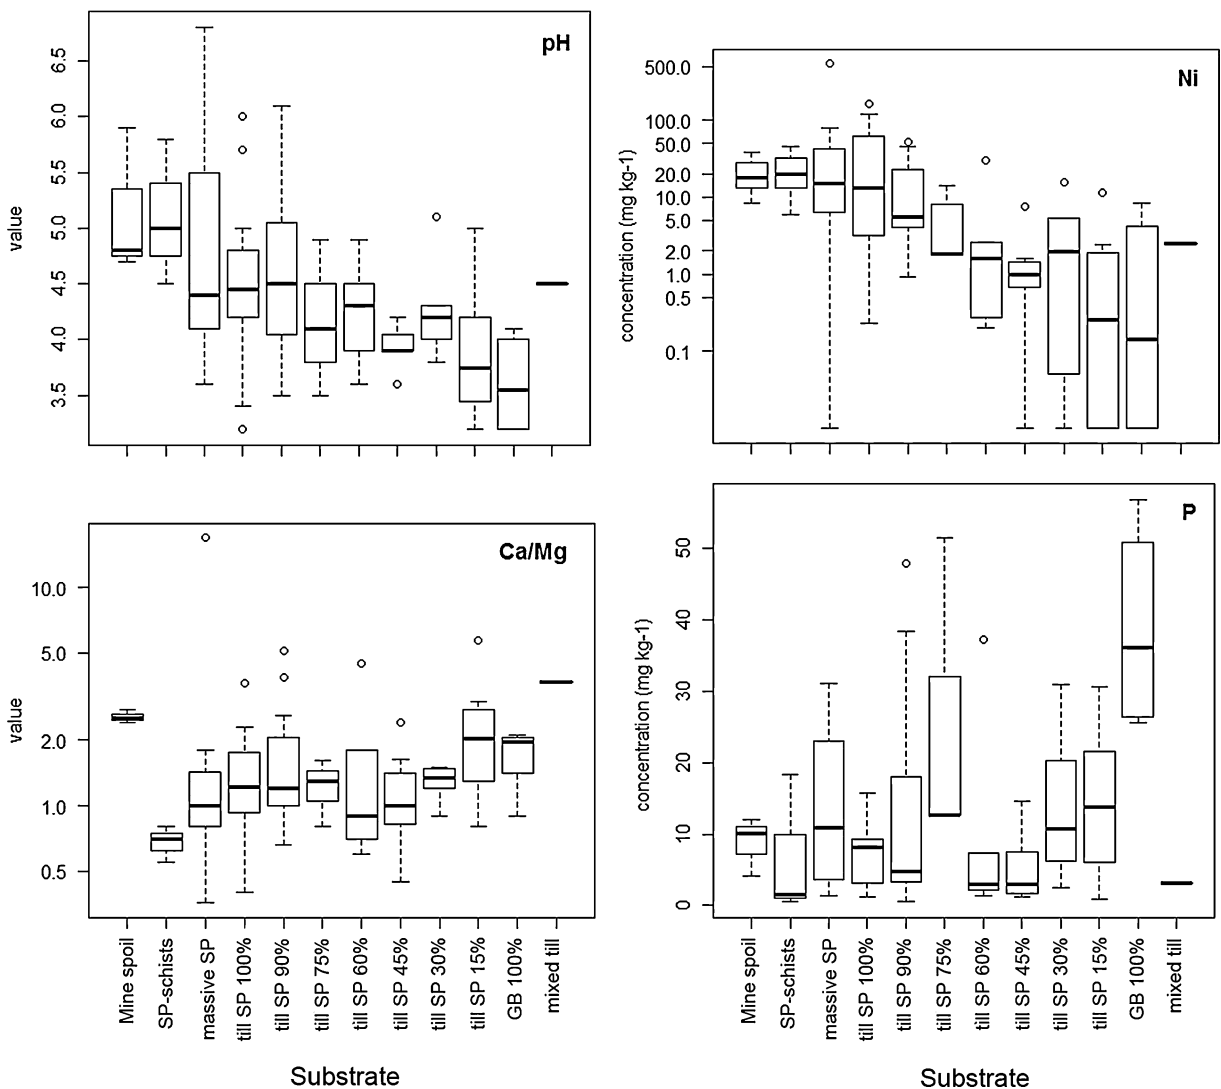 pH
value
6.5
6.0
5.5
5.0
4.5
4.0
3.5
Ni
concentration (mg kg-1)
500.0
100.0
50.0
20.0
10.0
5.0
2.0
1.0
0.5
0.1
Ca/Mg
value
10.0
5.0
2.0
1.0
0.5
Mine spoil
SP-schists
massive SP
till SP 100%
till SP 90%
till SP 75%
till SP 60%
till SP 45%
till SP 30%
till SP 15%
GB 100%
mixed till
Substrate
P
concentration (mg kg-1)
50
40
30
20
10
0
Mine spoil
SP-schists
massive SP
till SP 100%
till SP 90%
till SP 75%
till SP 60%
till SP 45%
till SP 30%
till SP 15%
GB 100%
mixed till
Substrate